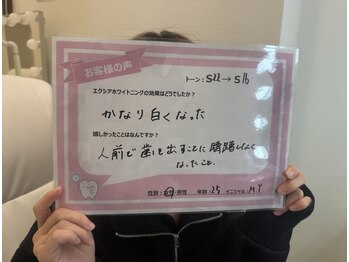 お客様の声
トーン: S22→S16
エクシアホワイトニングの効果はどうでしたか?
かなり白くなった
嬉しかったことはなんですか?
人前で歯を出すことに躊躇しなく
なったこと。
性別: 女性・男性 年齢 25 イニシャル M.Y